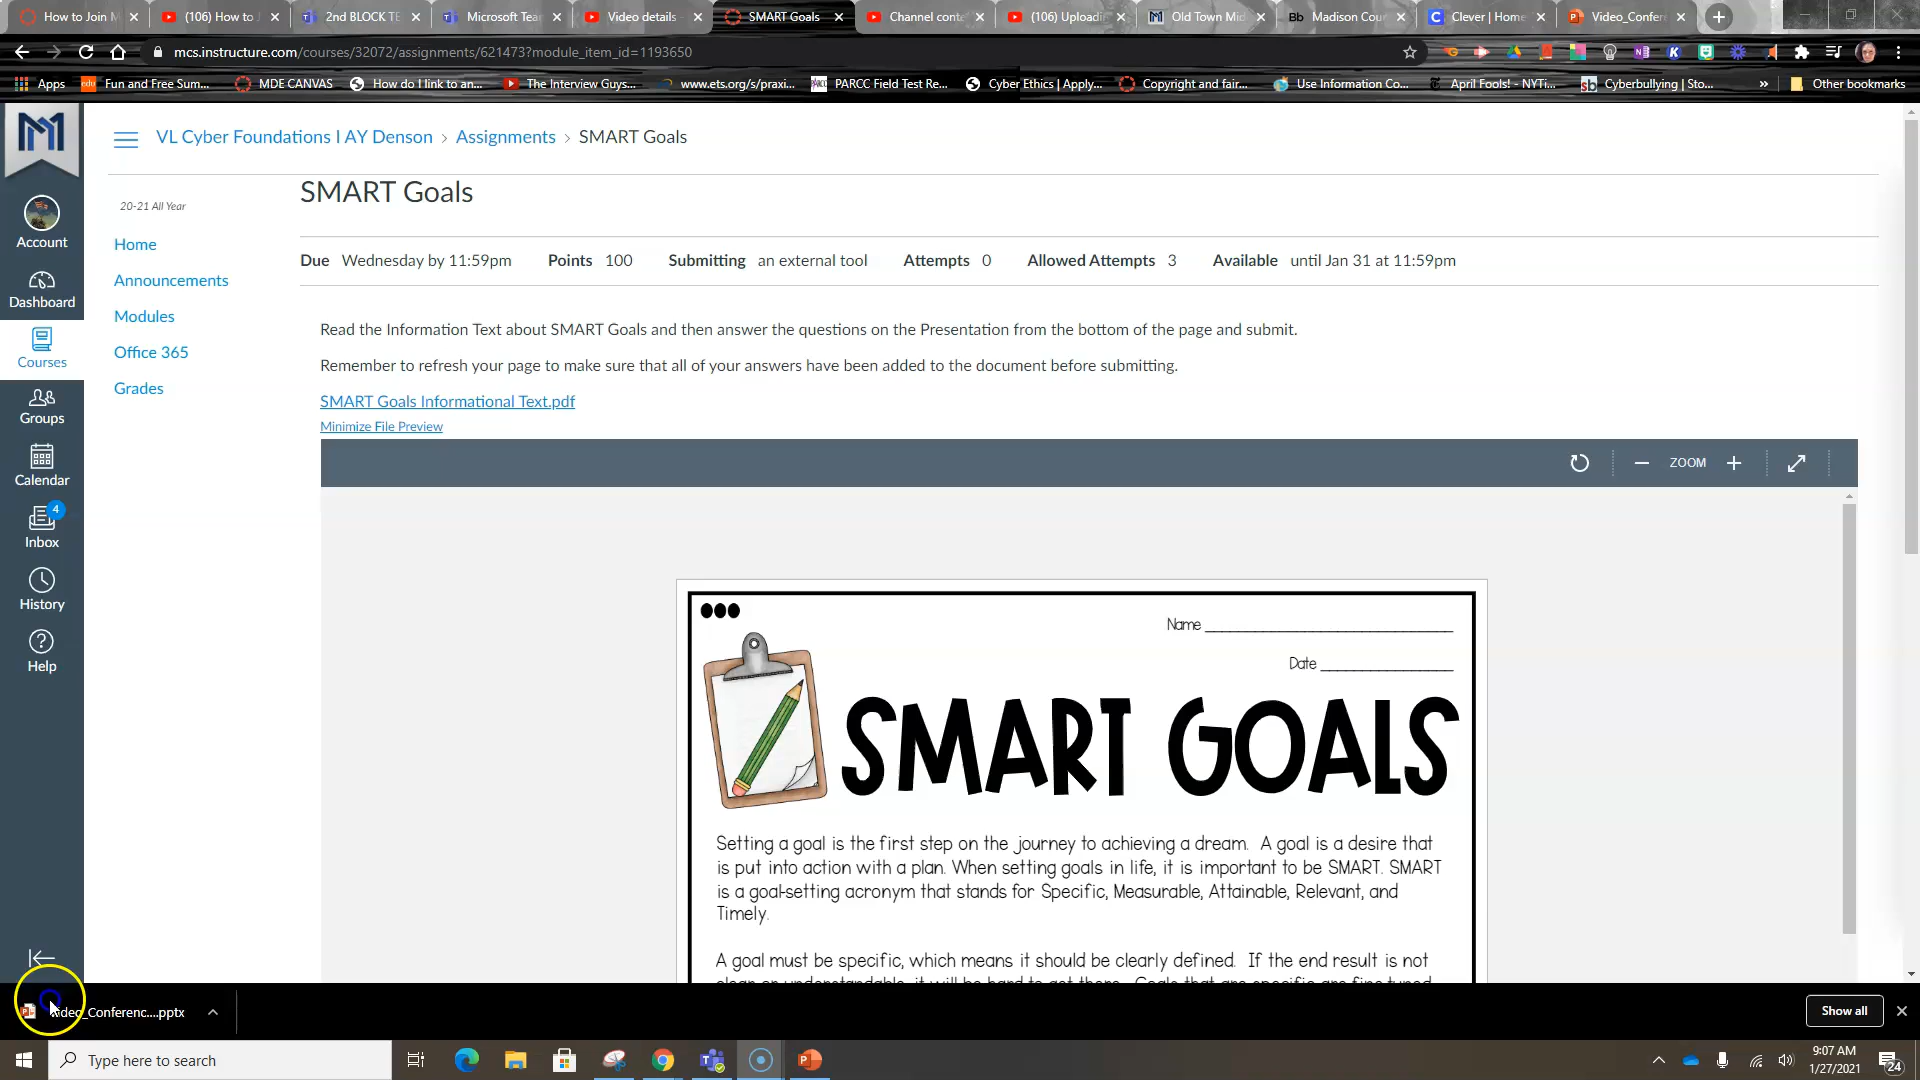 How to Join M
(106) How to J
2nd BLOCK TE
Microsoft Tea
Video details -
SMART Goals
Channel conte
(106) Uploadi
Old Town Mid
Madison Cou
Clever | Home
Video_Confer
mcs.instructure.com/courses/32072/assignments/621473?module_item_id=1193650
Apps
Fun and Free Sum...
MDE CANVAS
How do I link to an...
The Interview Guys...
www.ets.org/s/praxi...
PARCC Field Test Re...
Cyber Ethics | Apply...
Copyright and fair...
Use Information Co...
April Fools! - NYTi...
Cyberbullying | Sto...
»
Other bookmarks
VL Cyber Foundations I AY Denson > Assignments > SMART Goals
20-21 All Year
Home
Announcements
Modules
Office 365
Grades
Account
Dashboard
Courses
Groups
Calendar
4
Inbox
History
Help
SMART Goals
Due Wednesday by 11:59pm Points 100 Submitting an external tool Attempts 0 Allowed Attempts 3 Available until Jan 31 at 11:59pm
Read the Information Text about SMART Goals and then answer the questions on the Presentation from the bottom of the page and submit.
Remember to refresh your page to make sure that all of your answers have been added to the document before submitting.
SMART Goals Informational Text.pdf
Minimize File Preview
ZOOM
Name
Date
SMART GOALS
Setting a goal is the first step on the journey to achieving a dream. A goal is a desire that
is put into action with a plan. When setting goals in life, it is important to be SMART. SMART
is a goal-setting acronym that stands for Specific, Measurable, Attainable, Relevant, and
Timely.
A goal must be specific, which means it should be clearly defined. If the end result is not
Video_Conferenc....pptx
Show all
Type here to search
9:07 AM
1/27/2021
24